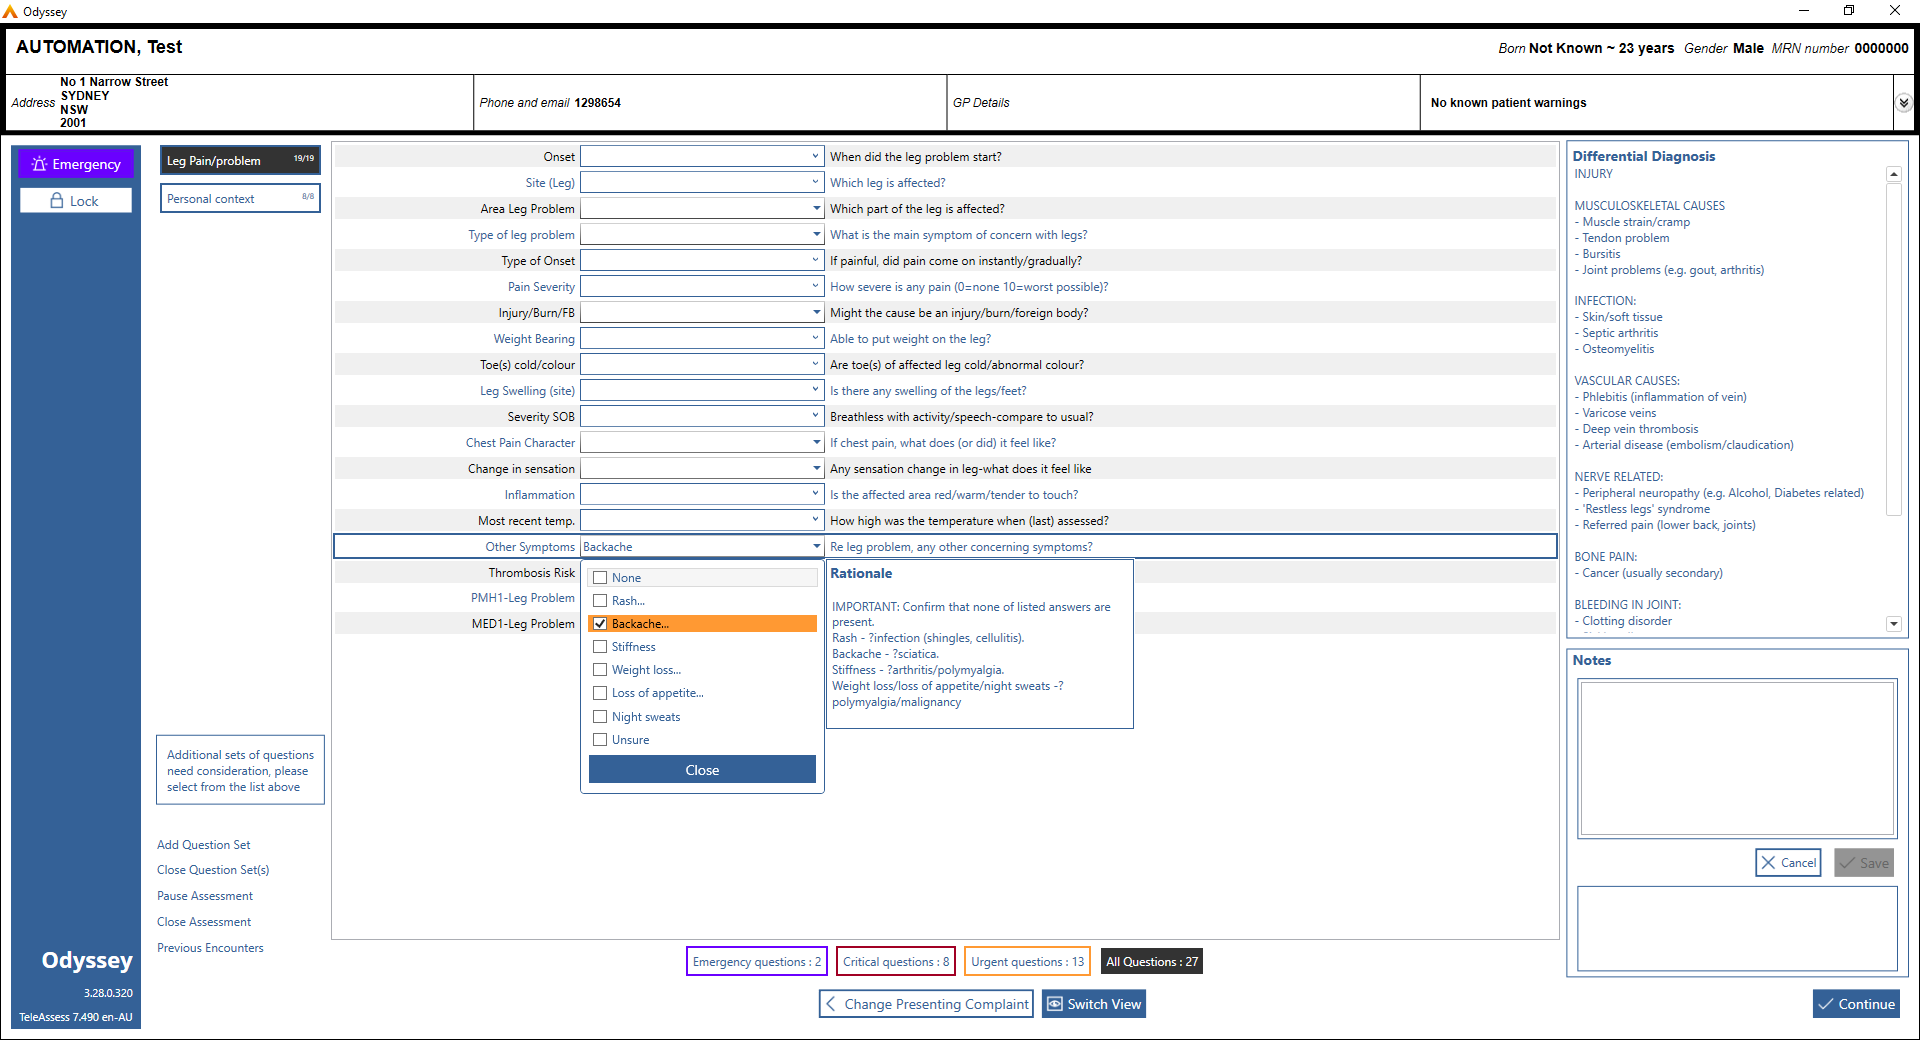 Odyssey
AUTOMATION, Test
Born Not Known ~ 23 years Gender Male MRN number 0000000
Address
No 1 Narrow Street
SYDNEY
NSW
2001
Phone and email 1298654
GP Details
No known patient warnings
Emergency
Lock
Leg Pain/problem 19/19
Personal context 8/8
Onset When did the leg problem start?
Site (Leg) Which leg is affected?
Area Leg Problem Which part of the leg is affected?
Type of leg problem What is the main symptom of concern with legs?
Type of Onset If painful, did pain come on instantly/gradually?
Pain Severity How severe is any pain (0=none 10=worst possible)?
Injury/Burn/FB Might the cause be an injury/burn/foreign body?
Weight Bearing Able to put weight on the leg?
Toe(s) cold/colour Are toe(s) of affected leg cold/abnormal colour?
Leg Swelling (site) Is there any swelling of the legs/feet?
Severity SOB Breathless with activity/speech-compare to usual?
Chest Pain Character If chest pain, what does (or did) it feel like?
Change in sensation Any sensation change in leg-what does it feel like
Inflammation Is the affected area red/warm/tender to touch?
Most recent temp. How high was the temperature when (last) assessed?
Other Symptoms Backache Re leg problem, any other concerning symptoms?
Thrombosis Risk
PMH1-Leg Problem
MED1-Leg Problem
None
Rash...
Backache...
Stiffness
Weight loss...
Loss of appetite...
Night sweats
Unsure
Close
Rationale
IMPORTANT: Confirm that none of listed answers are
present.
Rash - ?infection (shingles, cellulitis).
Backache - ?sciatica.
Stiffness - ?arthritis/polymyalgia.
Weight loss/loss of appetite/night sweats -?
polymyalgia/malignancy
Additional sets of questions
need consideration, please
select from the list above
Add Question Set
Close Question Set(s)
Pause Assessment
Close Assessment
Previous Encounters
Odyssey
3.28.0.320
TeleAssess 7.490 en-AU
Emergency questions : 2
Critical questions : 8
Urgent questions : 13
All Questions : 27
Change Presenting Complaint
Switch View
Differential Diagnosis
INJURY
MUSCULOSKELETAL CAUSES
- Muscle strain/cramp
- Tendon problem
- Bursitis
- Joint problems (e.g. gout, arthritis)
INFECTION:
- Skin/soft tissue
- Septic arthritis
- Osteomyelitis
VASCULAR CAUSES:
- Phlebitis (inflammation of vein)
- Varicose veins
- Deep vein thrombosis
- Arterial disease (embolism/claudication)
NERVE RELATED:
- Peripheral neuropathy (e.g. Alcohol, Diabetes related)
- 'Restless legs' syndrome
- Referred pain (lower back, joints)
BONE PAIN:
- Cancer (usually secondary)
BLEEDING IN JOINT:
- Clotting disorder
Notes
Cancel
Save
Continue